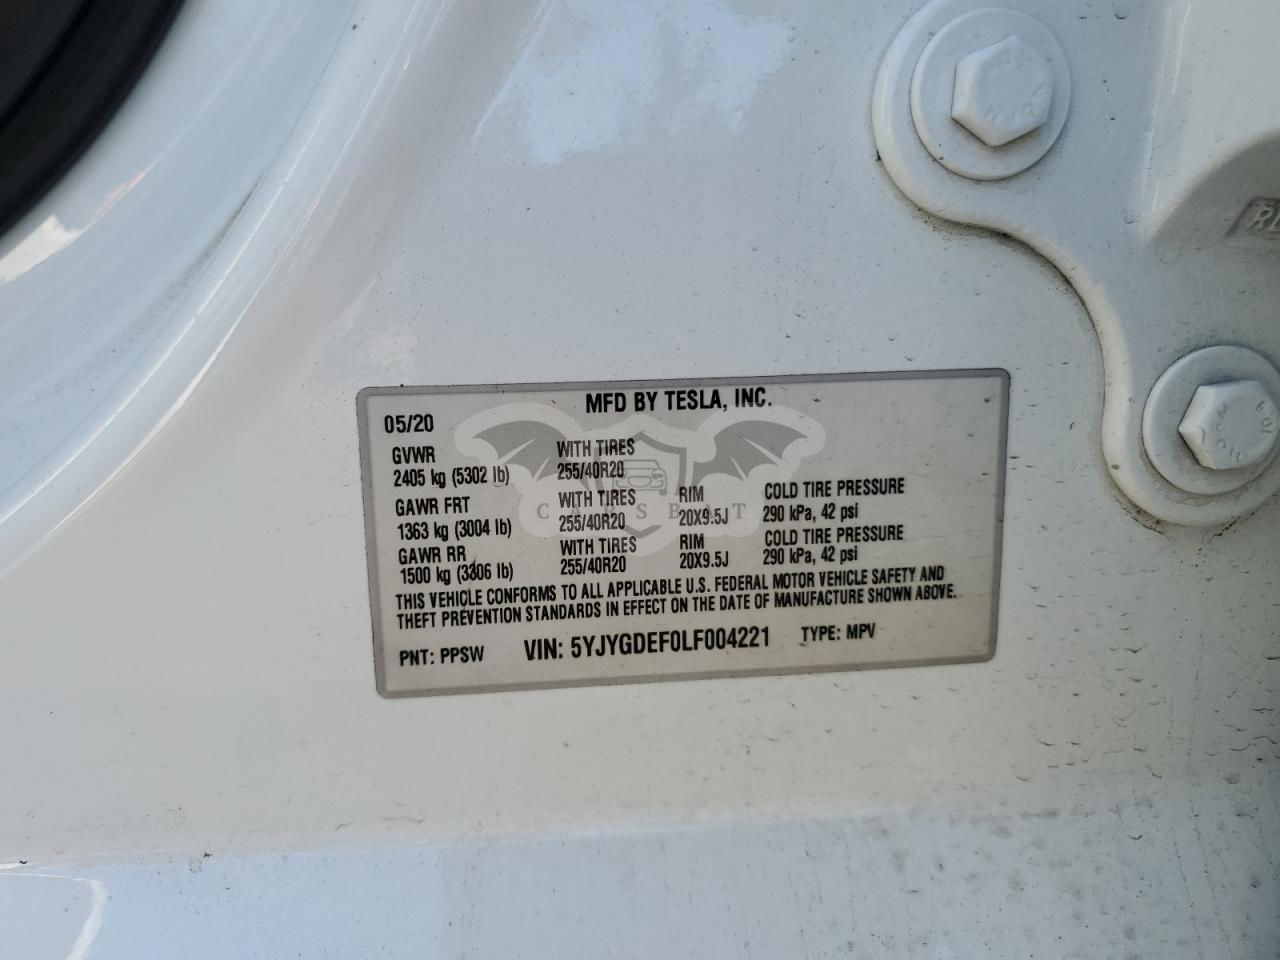 MFD BY TESLA, INC.
05/20
GVWR WITH TIRES
2405 kg (5302 lb) 255/40R20
GAWR FRT WITH TIRES RIM COLD TIRE PRESSURE
1363 kg (3004 lb) 255/40R20 20X9.5J 290 kPa, 42 psi
GAWR RR WITH TIRES RIM COLD TIRE PRESSURE
1500 kg (3306 lb) 255/40R20 20X9.5J 290 kPa, 42 psi
THIS VEHICLE CONFORMS TO ALL APPLICABLE U.S. FEDERAL MOTOR VEHICLE SAFETY AND
THEFT PREVENTION STANDARDS IN EFFECT ON THE DATE OF MANUFACTURE SHOWN ABOVE.
PNT: PPSW VIN: 5YJYGDEF0LF004221 TYPE: MPV
CARSBAT